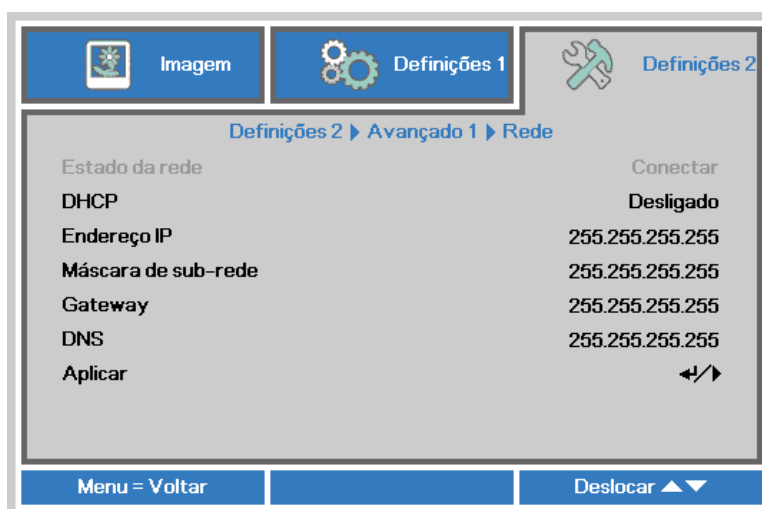 Imagem
Definições 1
Definições 2
Definições 2 Avançado 1 Rede
Estado da rede Conectar
DHCP Desligado
Endereço IP 255.255.255.255
Máscara de sub-rede 255.255.255.255
Gateway 255.255.255.255
DNS 255.255.255.255
Aplicar
Menu = Voltar
Deslocar